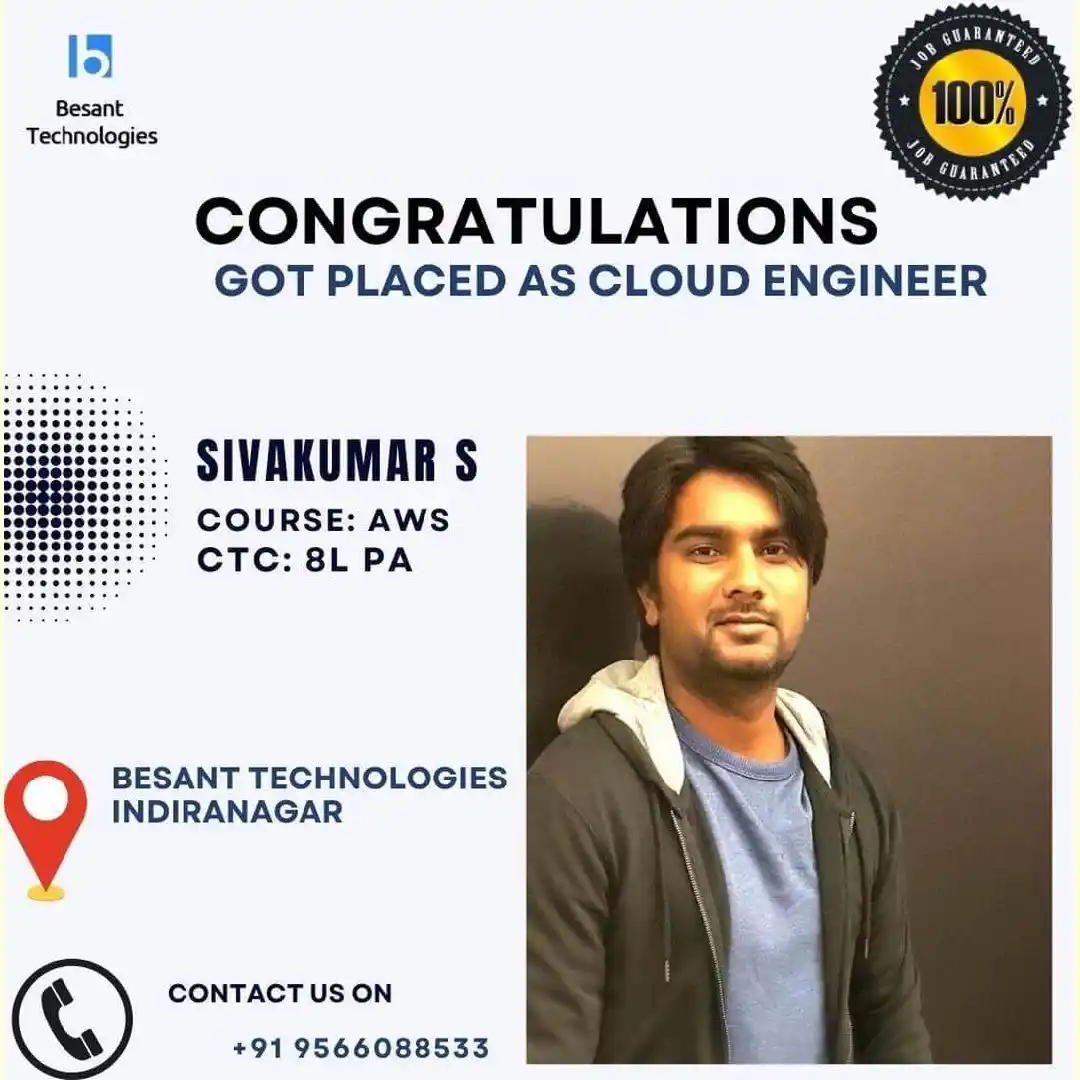 Besant
Technologies
JOB GUARANTEED
100%
JOB GUARANTEED
CONGRATULATIONS
GOT PLACED AS CLOUD ENGINEER
SIVAKUMAR S
COURSE: AWS
CTC: 8L PA
BESANT TECHNOLOGIES
INDIRANAGAR
CONTACT US ON
+91 9566088533